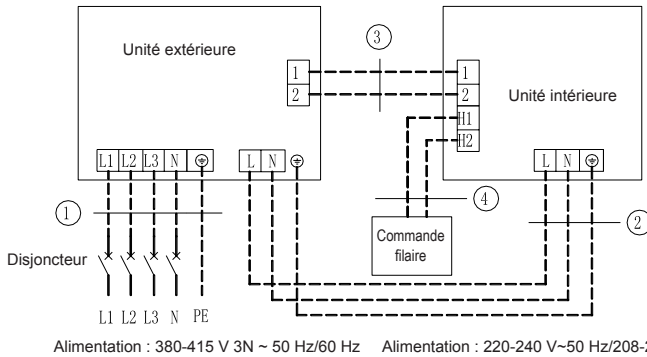 Unité extérieure
③
1
2
1
2
H1
H2
Unité intérieure
L1 L2 L3 N
L N
L N
①
④
②
Commande
filaire
Disjoncteur
L1 L2 L3 N PE
Alimentation : 380-415 V 3N ~ 50 Hz/60 Hz Alimentation : 220-240 V~50 Hz/208-2